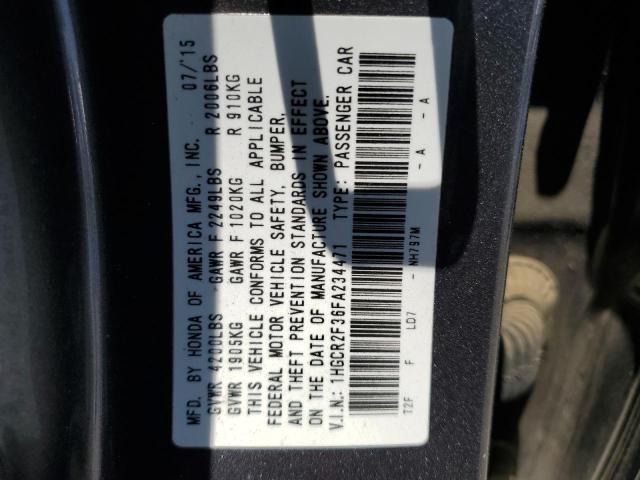 MFD. BY HONDA OF AMERICA MFG., INC. 07/'15
GVWR 4200LBS GAWR F 2249LBS R 2006LBS
GVWR 1905KG GAWR F 1020KG R 910KG
THIS VEHICLE CONFORMS TO ALL APPLICABLE
FEDERAL MOTOR VEHICLE SAFETY, BUMPER,
AND THEFT PREVENTION STANDARDS IN EFFECT
ON THE DATE OF MANUFACTURE SHOWN ABOVE.
V.I.N.: 1HGCR2F36FA234471 TYPE: PASSENGER CAR
T2F F LD7 - NH797M - A - A